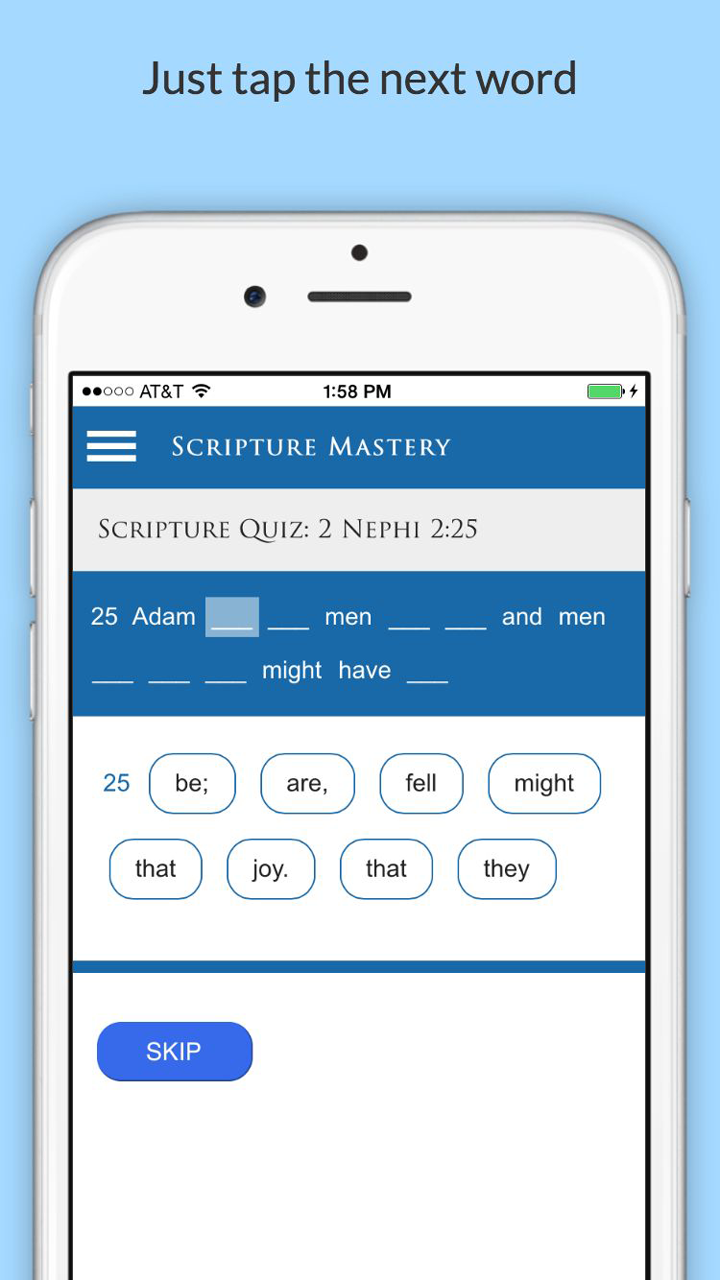 Just tap the next word
AT&T 1:58 PM
SCRIPTURE MASTERY
SCRIPTURE QUIZ: 2 NEPHI 2:25
25 Adam ___ ___ men ___ ___ and men
___ ___ ___ might have ___
25 be; are, fell might
that joy. that they
SKIP